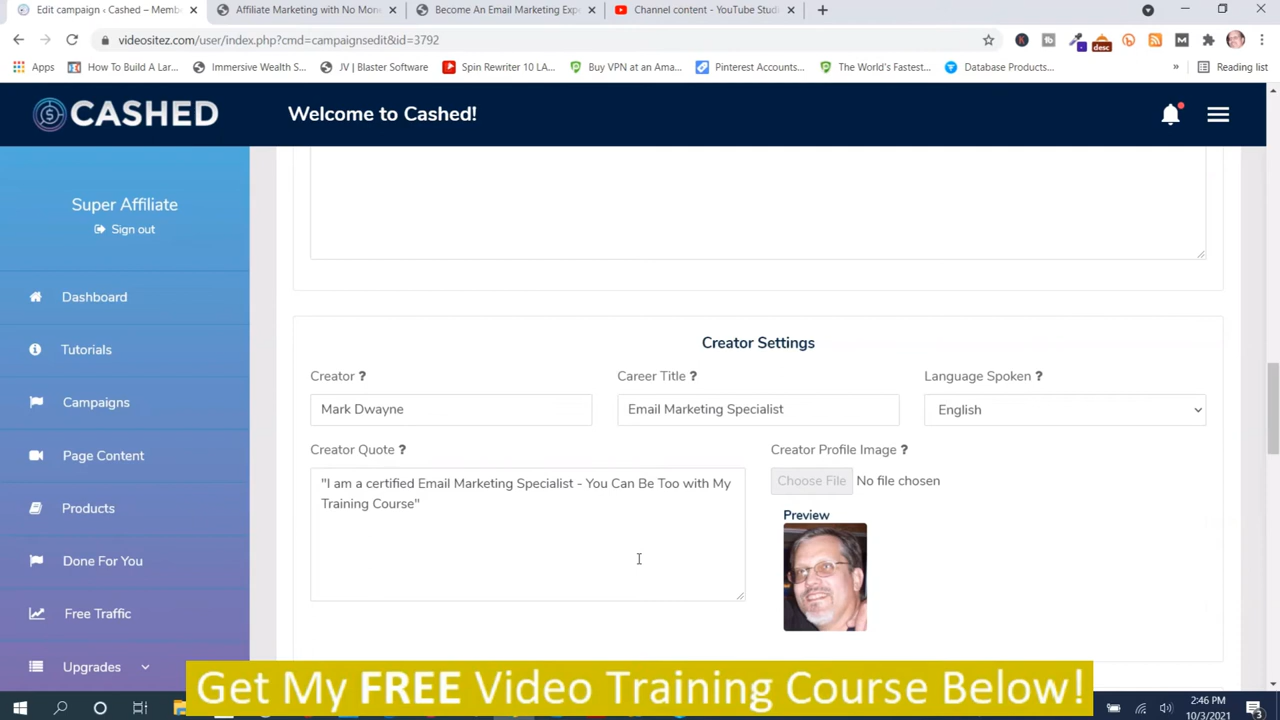 Edit campaign ‹ Cashed – Membe
Affiliate Marketing with No Mone
Become An Email Marketing Exp
Channel content - YouTube Studi
videositez.com/user/index.php?cmd=campaignsedit&id=3792
Apps
How To Build A Lar...
Immersive Wealth S...
JV | Blaster Software
Spin Rewriter 10 LA...
Buy VPN at an Ama...
Pinterest Accounts...
The World's Fastest...
Database Products...
»
Reading list
CASHED
Welcome to Cashed!
Super Affiliate
Sign out
Dashboard
Tutorials
Campaigns
Page Content
Products
Done For You
Free Traffic
Upgrades
Creator Settings
Creator ?
Career Title ?
Language Spoken ?
Mark Dwayne
Email Marketing Specialist
English
Creator Quote ?
Creator Profile Image ?
"I am a certified Email Marketing Specialist - You Can Be Too with My
Training Course"
Choose File No file chosen
Preview
Get My FREE Video Training Course Below!
2:46 PM
10/3/2021